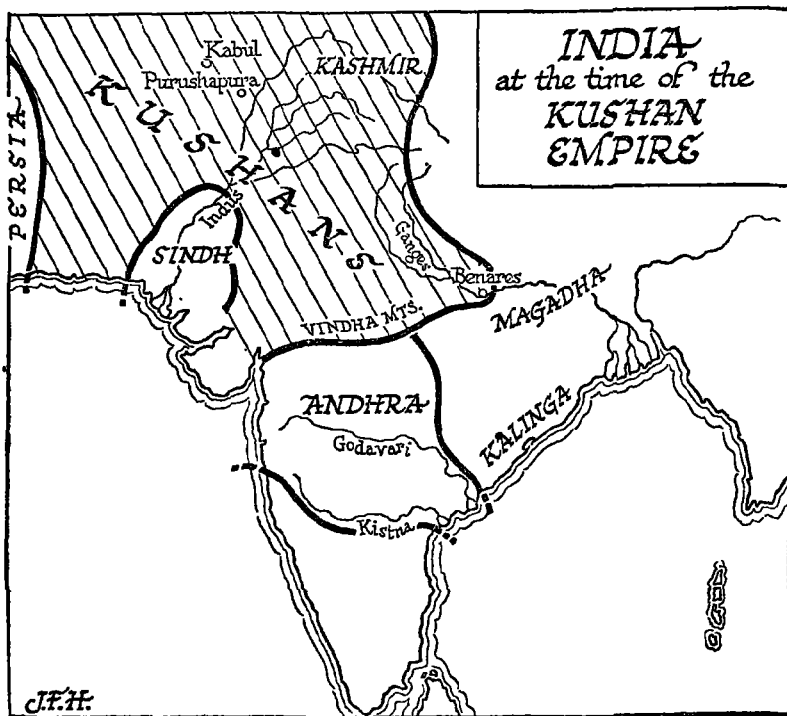 INDIA
at the time of the
KUSHAN
EMPIRE
Kabul
Purushapura
KASHMIR
KUSHANS
PERSIA
Indus
SINDH
Ganges
Benares
MAGADHA
VINDHA MTS.
ANDHRA
KALINGA
Godavari
Kistna
J.F.H.